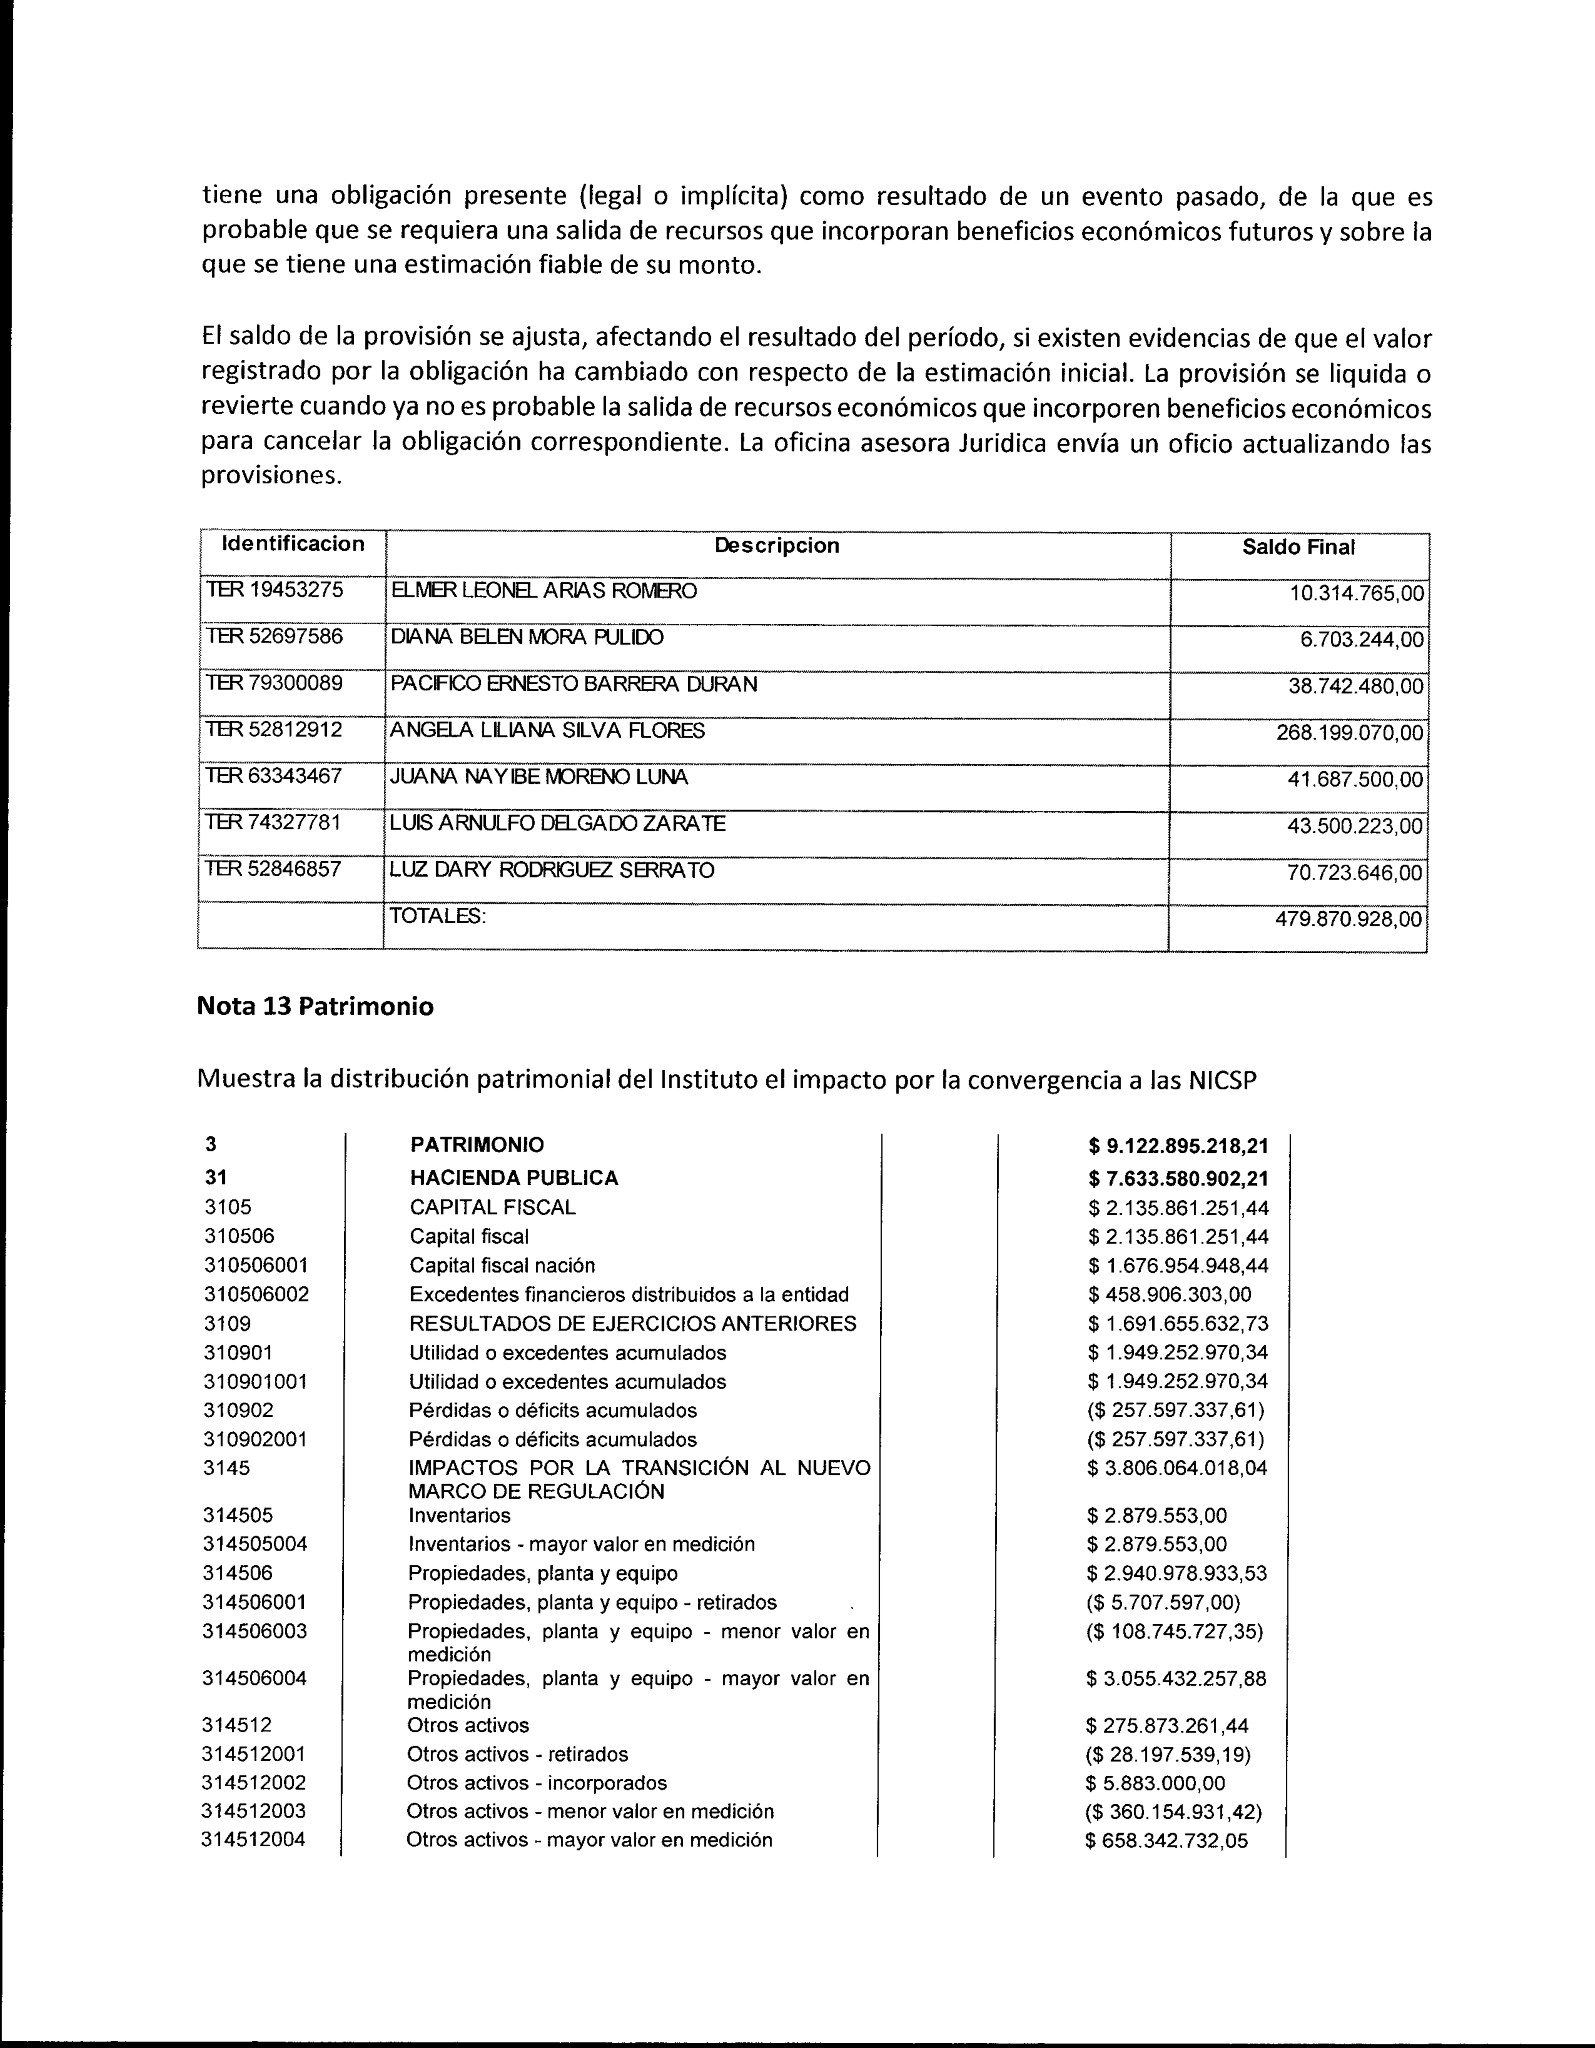 tiene una obligación presente (legal o implícita) como resultado de un evento pasado, de la que es
probable que se requiera una salida de recursos que incorporan beneficios económicos futuros y sobre la
que se tiene una estimación fiable de su monto.
El saldo de la provisión se ajusta, afectando el resultado del período, si existen evidencias de que el valor
registrado por la obligación ha cambiado con respecto de la estimación inicial. La provisión se liquida o
revierte cuando ya no es probable la salida de recursos económicos que incorporen beneficios económicos
para cancelar la obligación correspondiente. La oficina asesora Juridica envía un oficio actualizando las
provisiones.
Identificacion Descripcion Saldo Final
TER 19453275 ELMER LEONEL ARIAS ROMERO 10.314.765,00
TER 52697586 DIANA BELEN MORA PULIDO 6.703.244,00
TER 79300089 PACIFICO ERNESTO BARRERA DURAN 38.742.480,00
TER 52812912 ANGELA LILIANA SILVA FLORES 268.199.070,00
TER 63343467 JUANA NAYIBE MORENO LUNA 41.687.500,00
TER 74327781 LUIS ARNULFO DELGADO ZARATE 43.500.223,00
TER 52846857 LUZ DARY RODRIGUEZ SERRATO 70.723.646,00
TOTALES: 479.870.928,00
Nota 13 Patrimonio
Muestra la distribución patrimonial del Instituto el impacto por la convergencia a las NICSP
3 PATRIMONIO $ 9.122.895.218,21
31 HACIENDA PUBLICA $ 7.633.580.902,21
3105 CAPITAL FISCAL $ 2.135.861.251,44
310506 Capital fiscal $ 2.135.861.251,44
310506001 Capital fiscal nación $ 1.676.954.948,44
310506002 Excedentes financieros distribuidos a la entidad $ 458.906.303,00
3109 RESULTADOS DE EJERCICIOS ANTERIORES $ 1.691.655.632,73
310901 Utilidad o excedentes acumulados $ 1.949.252.970,34
310901001 Utilidad o excedentes acumulados $ 1.949.252.970,34
310902 Pérdidas o déficits acumulados ($ 257.597.337,61)
310902001 Pérdidas o déficits acumulados ($ 257.597.337,61)
3145 IMPACTOS POR LA TRANSICIÓN AL NUEVO $ 3.806.064.018,04
MARCO DE REGULACIÓN
314505 Inventarios $ 2.879.553,00
314505004 Inventarios - mayor valor en medición $ 2.879.553,00
314506 Propiedades, planta y equipo $ 2.940.978.933,53
314506001 Propiedades, planta y equipo - retirados ($ 5.707.597,00)
314506003 Propiedades, planta y equipo - menor valor en ($ 108.745.727,35)
medición
314506004 Propiedades, planta y equipo - mayor valor en $ 3.055.432.257,88
medición
314512 Otros activos $ 275.873.261,44
314512001 Otros activos - retirados ($ 28.197.539,19)
314512002 Otros activos - incorporados $ 5.883.000,00
314512003 Otros activos - menor valor en medición ($ 360.154.931,42)
314512004 Otros activos - mayor valor en medición $ 658.342.732,05